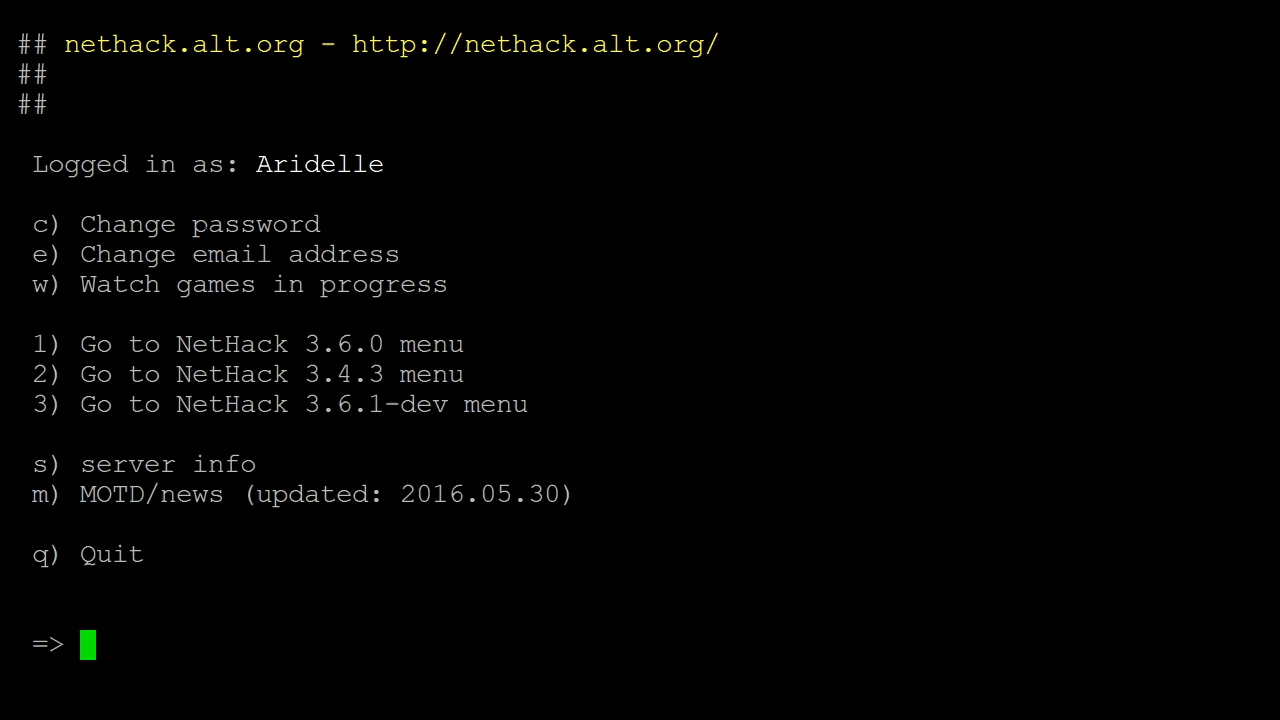 ## nethack.alt.org - http://nethack.alt.org/
##
##
Logged in as: Aridelle
c) Change password
e) Change email address
w) Watch games in progress
1) Go to NetHack 3.6.0 menu
2) Go to NetHack 3.4.3 menu
3) Go to NetHack 3.6.1-dev menu
s) server info
m) MOTD/news (updated: 2016.05.30)
q) Quit
=>